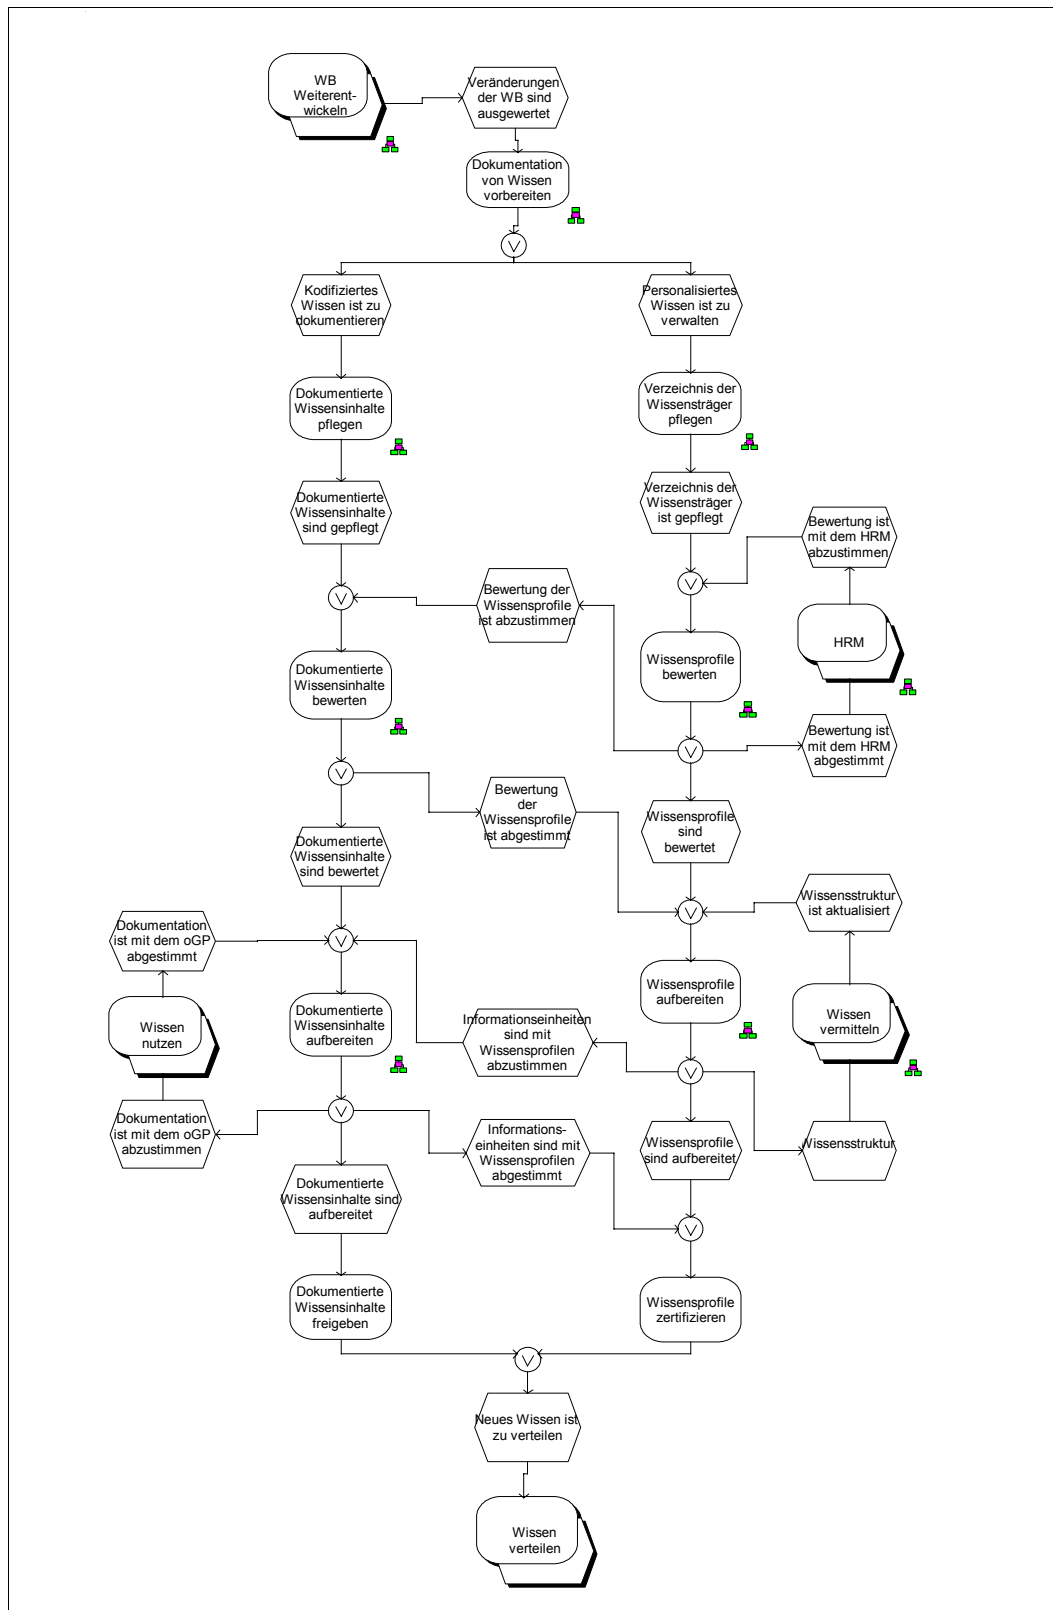 WB
Weiterent-
wickeln
Veränderungen
der WB sind
ausgewertet
Dokumentation
von Wissen
vorbereiten
V
Kodifiziertes
Wissen ist zu
dokumentieren
Personalisiertes
Wissen ist zu
verwalten
Dokumentierte
Wissensinhalte
pflegen
Verzeichnis der
Wissensträger
pflegen
Dokumentierte
Wissensinhalte
sind gepflegt
Verzeichnis der
Wissensträger
ist gepflegt
Bewertung ist
mit dem HRM
abzustimmen
V
Bewertung der
Wissensprofile
ist abzustimmen
V
HRM
Dokumentierte
Wissensinhalte
bewerten
Wissensprofile
bewerten
V
Bewertung ist
mit dem HRM
abgestimmt
V
Bewertung
der
Wissensprofile
ist abgestimmt
Wissensprofile
sind
bewertet
Dokumentierte
Wissensinhalte
sind bewertet
V
Wissensstruktur
ist aktualisiert
Dokumentation
ist mit dem oGP
abgestimmt
V
Wissensprofile
aufbereiten
Wissen
nutzen
Dokumentierte
Wissensinhalte
aufbereiten
Informationseinheiten
sind mit
Wissensprofilen
abzustimmen
Wissen
vermitteln
V
Dokumentation
ist mit dem oGP
abzustimmen
V
Informations-
einheiten sind mit
Wissensprofilen
abgestimmt
Wissensprofile
sind aufbereitet
Wissensstruktur
Dokumentierte
Wissensinhalte sind
aufbereitet
V
Dokumentierte
Wissensinhalte
freigeben
Wissensprofile
zertifizieren
V
Neues Wissen ist
zu verteilen
Wissen
verteilen